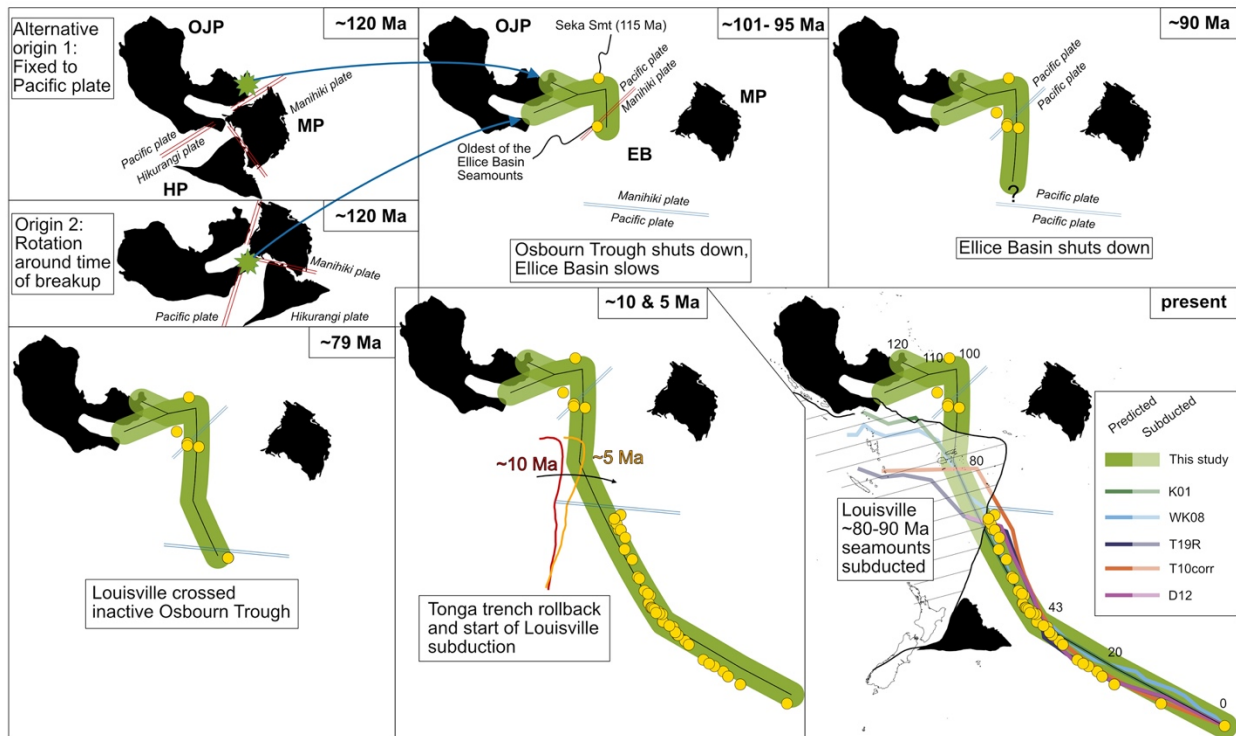 Alternative
origin 1:
Fixed to
Pacific plate
OJP
~120 Ma
Manihiki plate
MP
Pacific plate
Hikurangi plate
HP
Origin 2:
Rotation
around time
of breakup
~120 Ma
Manihiki plate
Pacific plate
Hikurangi plate
OJP
Seka Smt (115 Ma)
~101- 95 Ma
Pacific plate
Manihiki plate
MP
Oldest of the
Ellice Basin
Seamounts
EB
Manihiki plate
Pacific plate
Osbourn Trough shuts down,
Ellice Basin slows
~90 Ma
Pacific plate
Pacific plate
?
Pacific plate
Pacific plate
Ellice Basin shuts down
~79 Ma
Louisville crossed
inactive Osbourn Trough
~10 & 5 Ma
~10 Ma
~5 Ma
Tonga trench rollback
and start of Louisville
subduction
present
120
110
100
80
Louisville
~80-90 Ma
seamounts
subducted
43
20
0
Predicted
Subducted
This study
K01
WK08
T19R
T10corr
D12